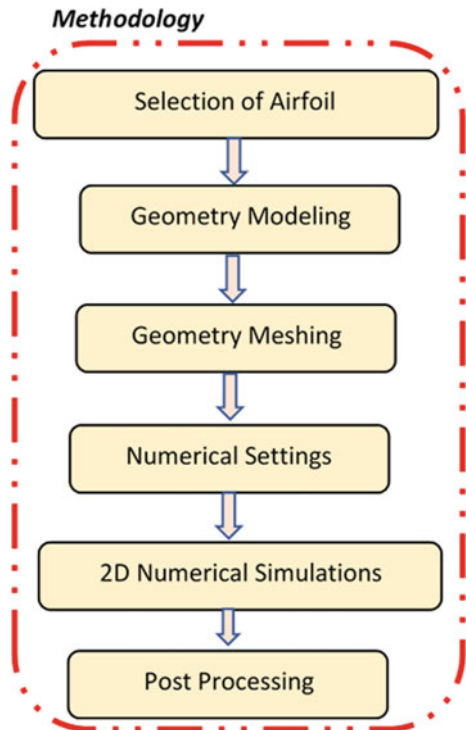 Methodology
Selection of Airfoil
Geometry Modeling
Geometry Meshing
Numerical Settings
2D Numerical Simulations
Post Processing